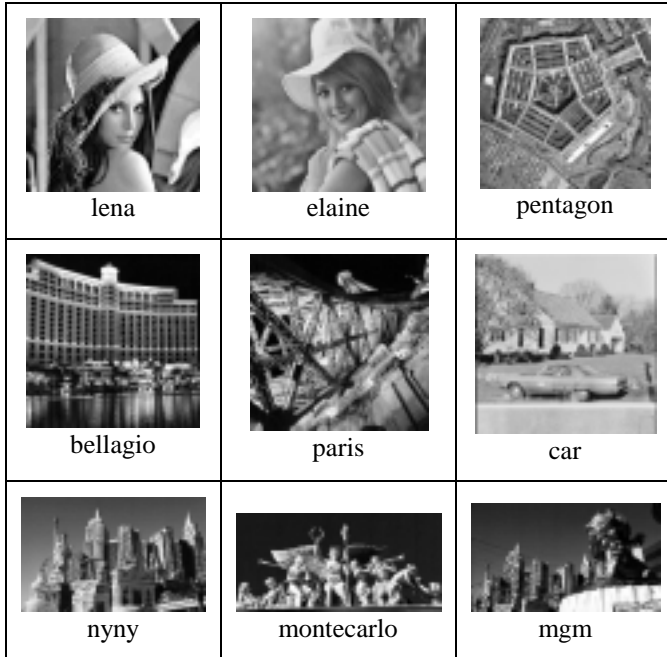 lena
elaine
pentagon
bellagio
paris
car
nyny
montecarlo
mgm